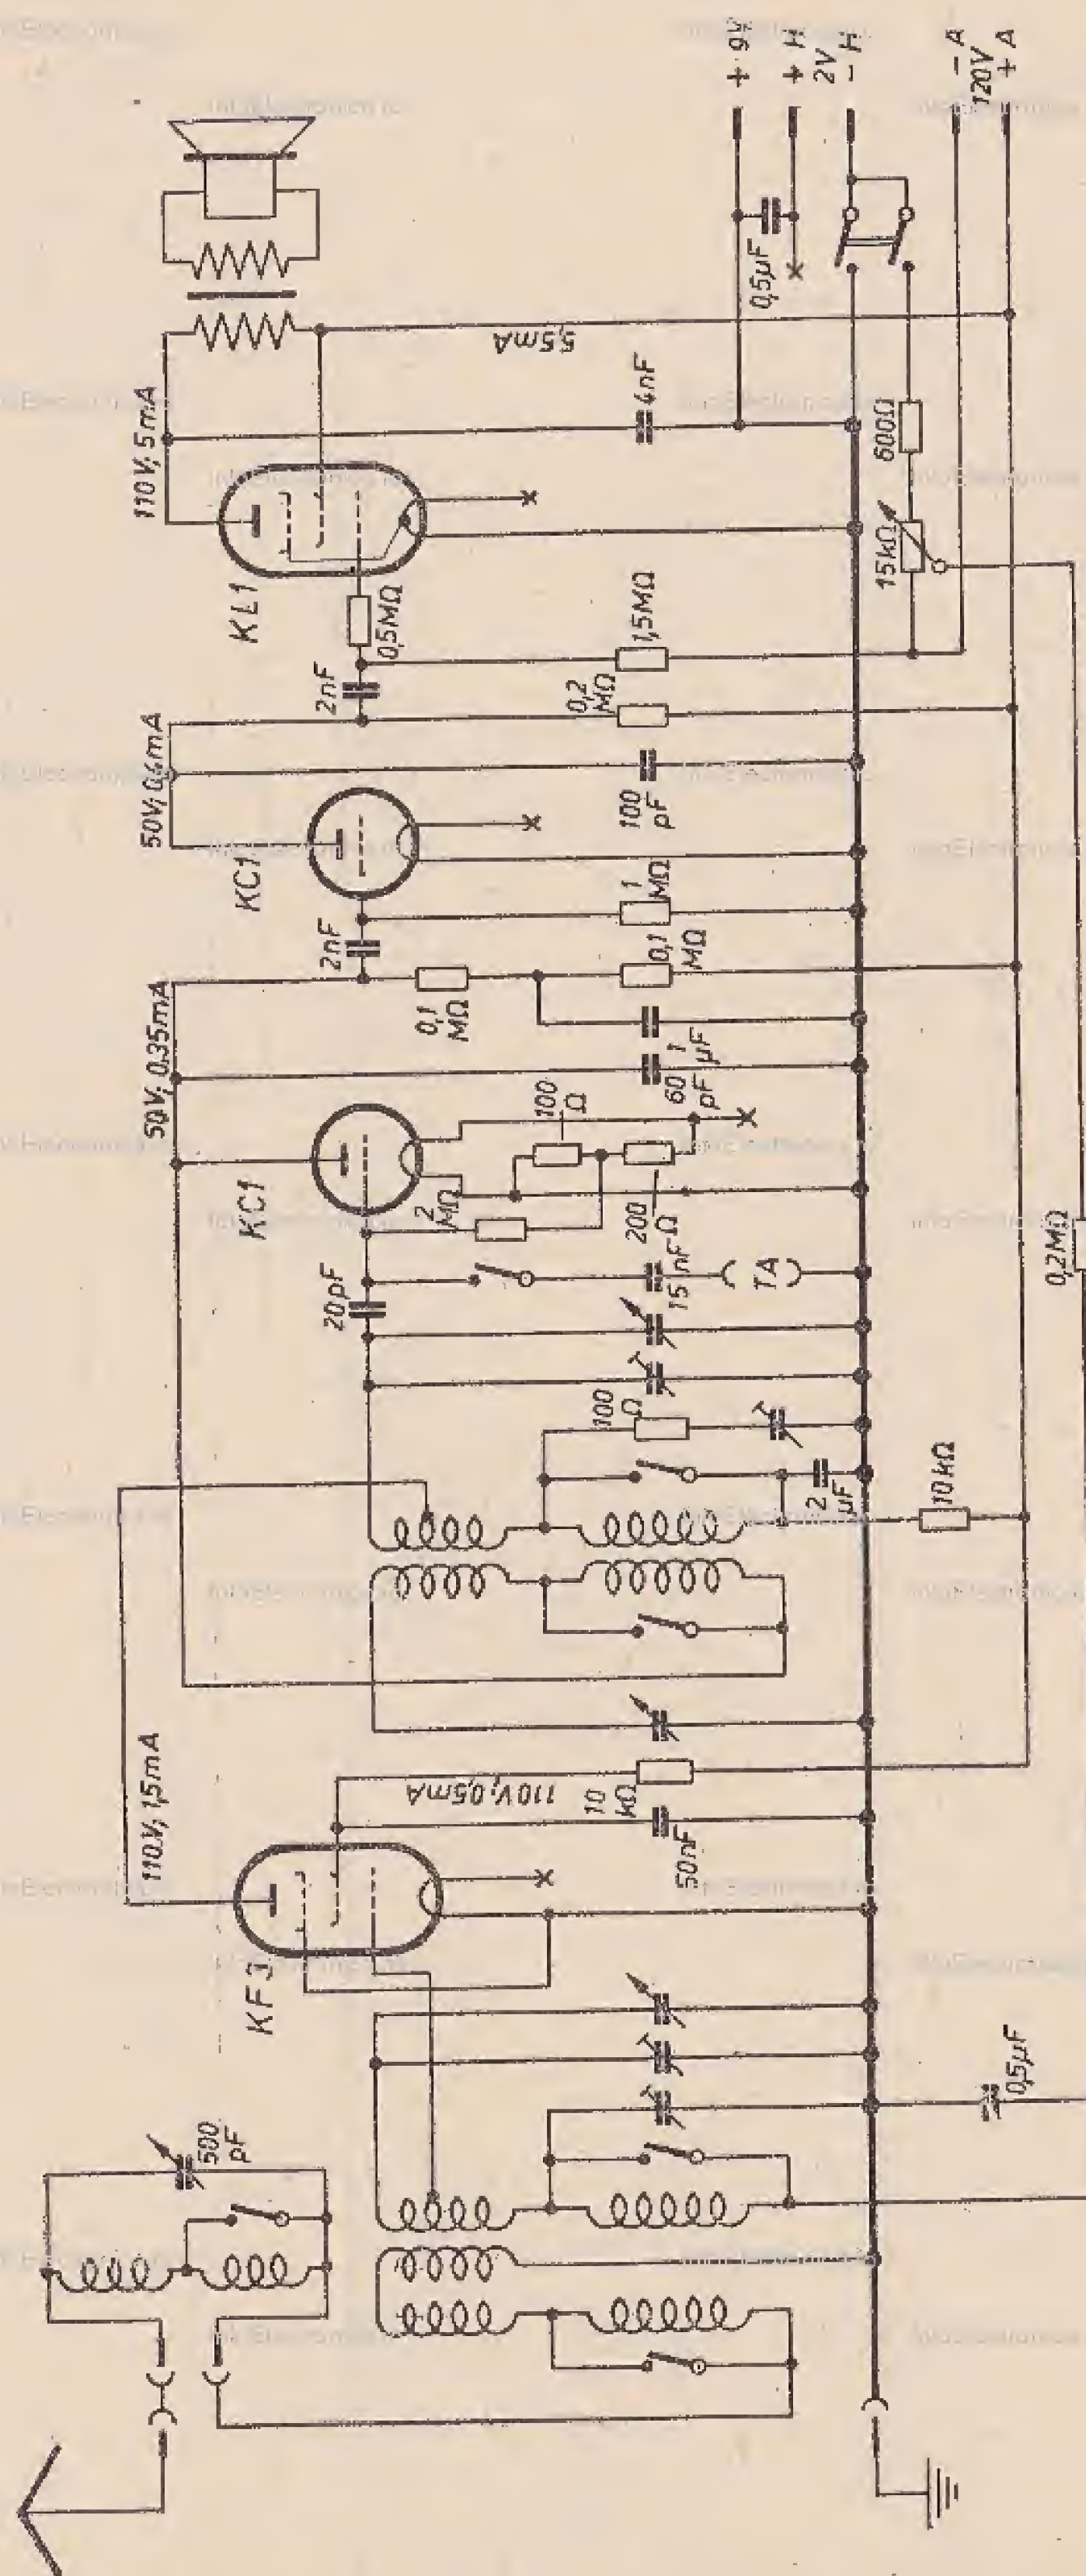 + 9V
+ H
2V
- H
- A
120V
+ A
0,5µF
5,5mA
110V, 5mA
4nF
600Ω
15kΩ
KL1
0,5MΩ
1,5MΩ
2nF
0,2
MΩ
50V, 0,4mA
100
pF
KC1
1
MΩ
2nF
0,1
MΩ
0,1
MΩ
50V, 0,35mA
1
µF
60
pF
100
Ω
KC1
2
MΩ
200
Ω
0,2MΩ
15
nF
TA
20pF
100
Ω
2
µF
10kΩ
110V, 1,5mA
110V, 0,5mA
10
kΩ
50nF
KF3
0,5µF
500
pF